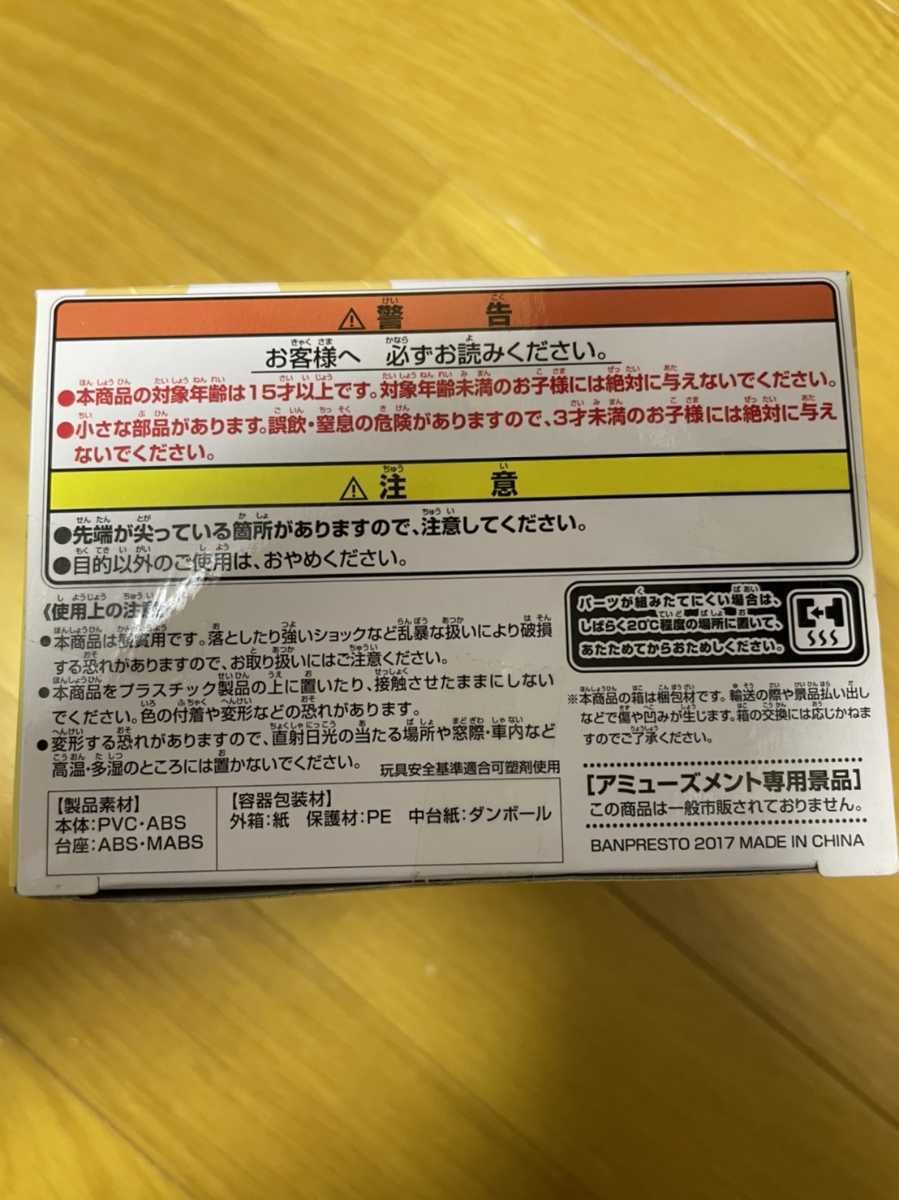 ⚠警告
お客様へ 必ずお読みください。
●本商品の対象年齢は15才以上です。対象年齢未満のお子様には絶対に与えないでください。
●小さな部品があります。誤飲・窒息の危険がありますので、3才未満のお子様には絶対に与え
ないでください。
⚠注意
●先端が尖っている箇所がありますので、注意してください。
●目的以外のご使用は、おやめください。
《使用上の注意》
●本商品は観賞用です。落としたり強いショックなど乱暴な扱いにより破損
する恐れがありますので、お取り扱いにはご注意ください。
●本商品をプラスチック製品の上に置いたり、接触させたままにしない
でください。色の付着や変形などの恐れがあります。
●変形する恐れがありますので、直射日光の当たる場所や窓際・車内など
高温・多湿のところには置かないでください。 玩具安全基準適合可塑剤使用
【製品素材】
本体:PVC・ABS
台座:ABS・MABS
【容器包装材】
外箱:紙 保護材:PE 中台紙:ダンボール
パーツが組みたてにくい場合は、
しばらく20℃程度の場所に置いて、
あたためてからおためしください。
※本商品の箱は梱包材です。輸送の際や景品払い出し
などで傷や凹みが生じます。箱の交換には応じかねま
すのでご了承ください。
【アミューズメント専用景品】
この商品は一般市販されておりません。
BANPRESTO 2017 MADE IN CHINA